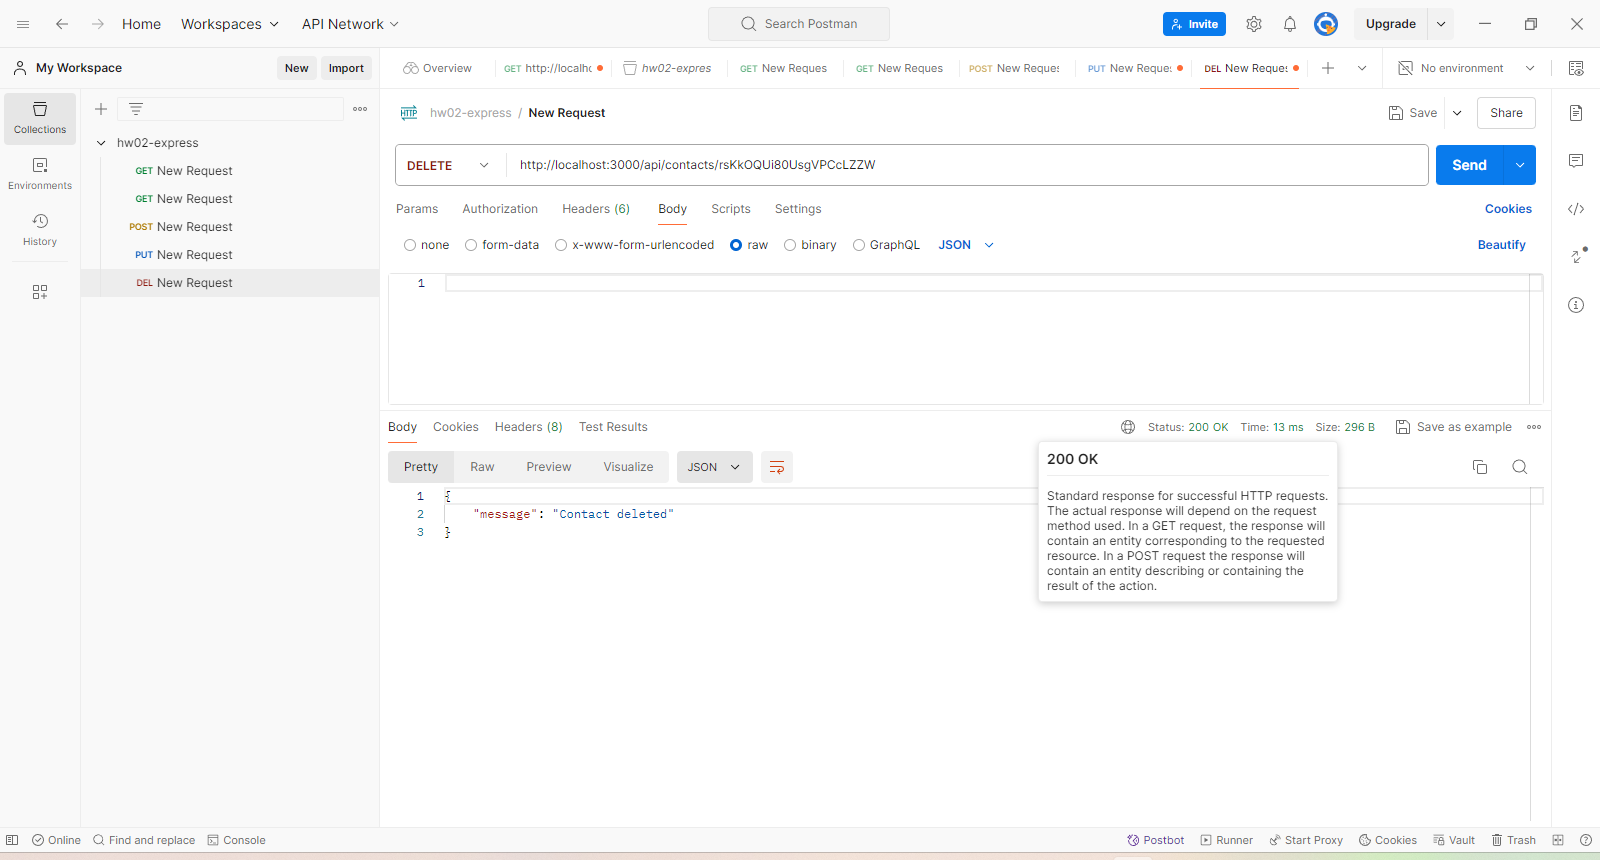 Home Workspaces API Network Search Postman Invite Upgrade
My Workspace New Import Overview GET http://localh hw02-expres GET New Reques GET New Reques POST New Reques PUT New Reques DEL New Reques No environment
Collections
Environments
History
hw02-express
GET New Request
GET New Request
POST New Request
PUT New Request
DEL New Request
HTTP hw02-express / New Request Save Share
DELETE http://localhost:3000/api/contacts/rsKkOQUi80UsgVPCcLZZW Send
Params Authorization Headers (6) Body Scripts Settings Cookies
none form-data x-www-form-urlencoded raw binary GraphQL JSON Beautify
1
Body Cookies Headers (8) Test Results Status: 200 OK Time: 13 ms Size: 296 B Save as example
Pretty Raw Preview Visualize JSON
1 {
2 "message": "Contact deleted"
3 }
200 OK
Standard response for successful HTTP requests.
The actual response will depend on the request
method used. In a GET request, the response will
contain an entity corresponding to the requested
resource. In a POST request the response will
contain an entity describing or containing the
result of the action.
Online Find and replace Console Postbot Runner Start Proxy Cookies Vault Trash